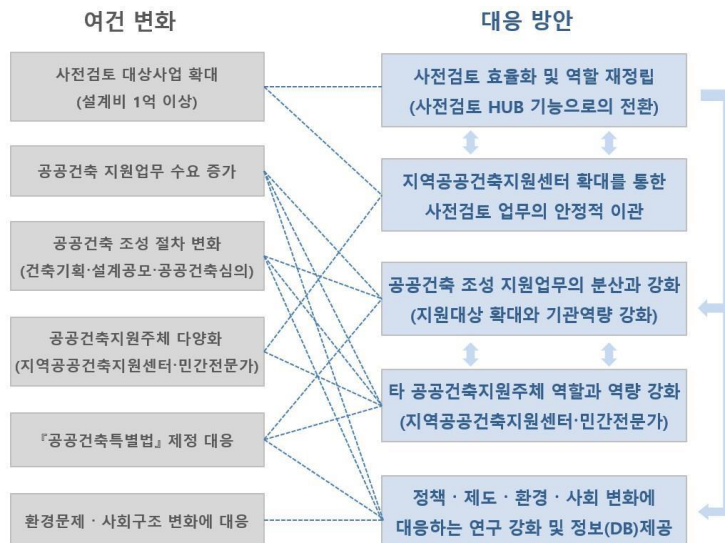 여건 변화
사전검토 대상사업 확대
(설계비 1억 이상)
공공건축 지원업무 수요 증가
공공건축 조성 절차 변화
(건축기획·설계공모·공공건축심의)
공공건축지원주체 다양화
(지역공공건축지원센터·민간전문가)
『공공건축특별법』 제정 대응
환경문제 · 사회구조 변화에 대응
대응 방안
사전검토 효율화 및 역할 재정립
(사전검토 HUB 기능으로의 전환)
지역공공건축지원센터 확대를 통한
사전검토 업무의 안정적 이관
공공건축 조성 지원업무의 분산과 강화
(지원대상 확대와 기관역량 강화)
타 공공건축지원주체 역할과 역량 강화
(지역공공건축지원센터·민간전문가)
정책 · 제도 · 환경 · 사회 변화에
대응하는 연구 강화 및 정보(DB)제공